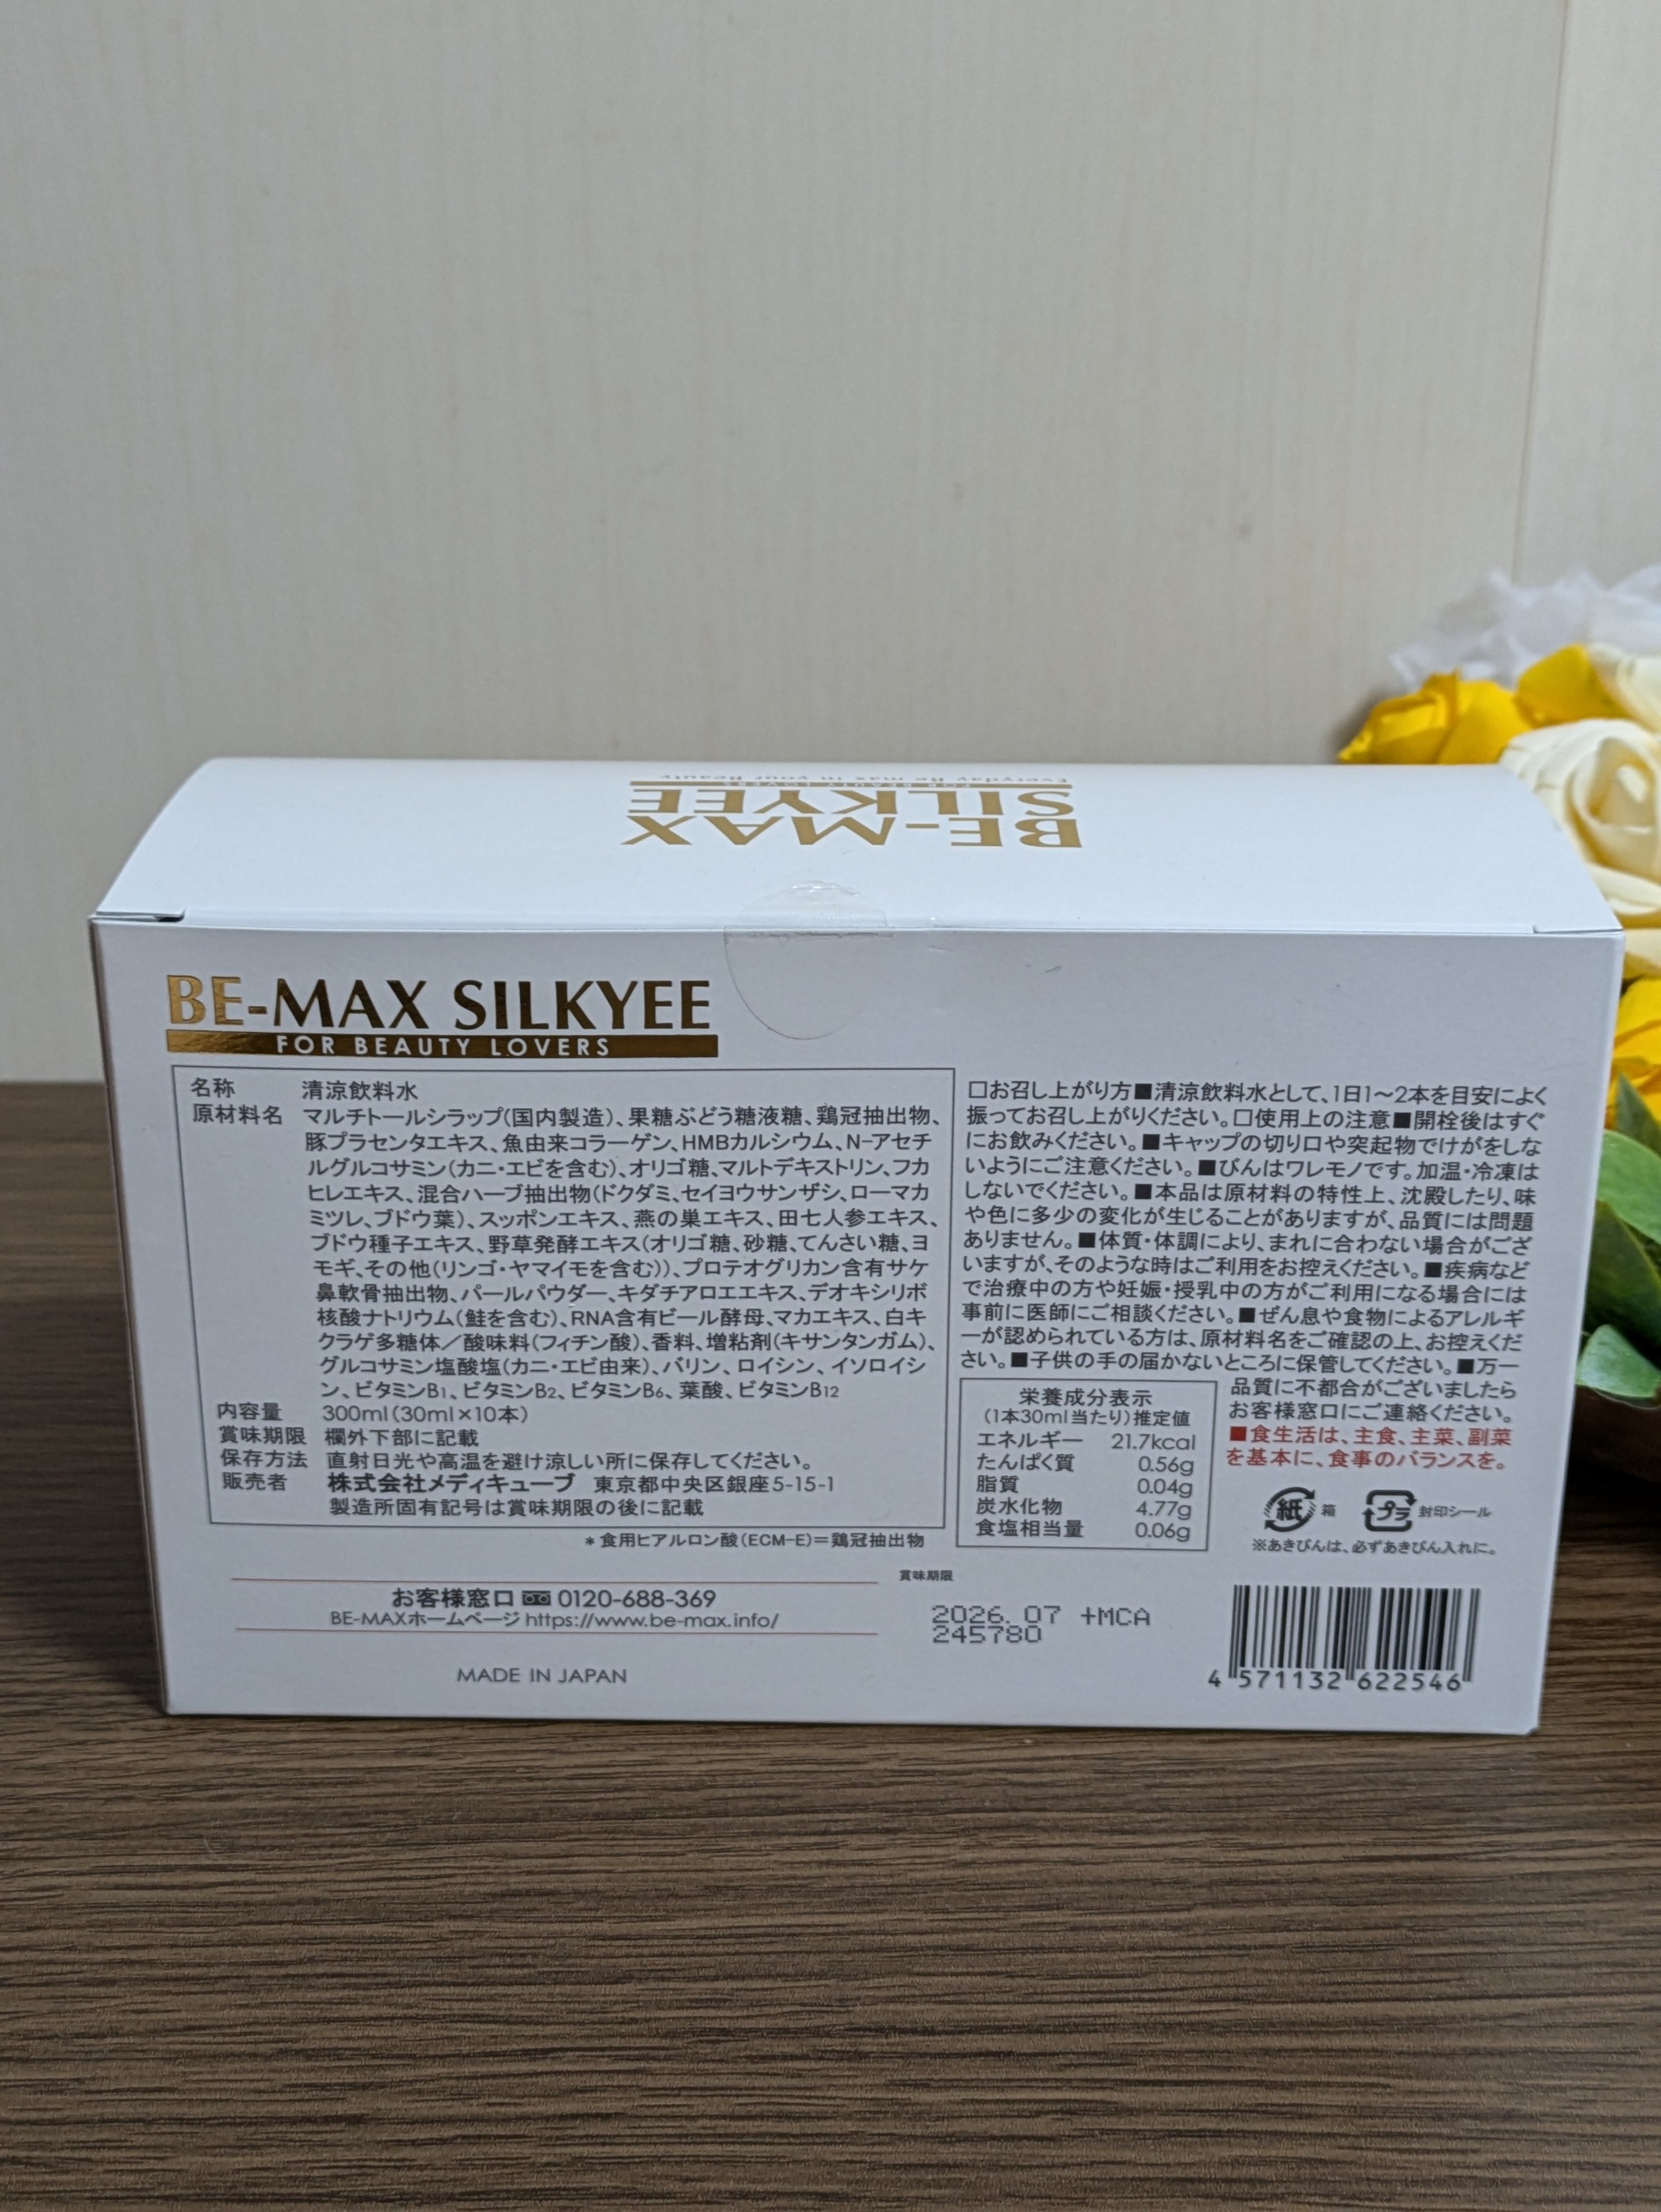 BE-MAX
SILKYEE
FOR BEAUTY LOVERS
Everyday Be max in your Beauty
BE-MAX SILKYEE
FOR BEAUTY LOVERS
名称 清涼飲料水
原材料名 マルチトールシラップ(国内製造)、果糖ぶどう糖液糖、鶏冠抽出物、
豚プラセンタエキス、魚由来コラーゲン、HMBカルシウム、N-アセチ
ルグルコサミン(カニ・エビを含む)、オリゴ糖、マルトデキストリン、フカ
ヒレエキス、混合ハーブ抽出物(ドクダミ、セイヨウサンザシ、ローマカ
ミツレ、ブドウ葉)、スッポンエキス、燕の巣エキス、田七人参エキス、
ブドウ種子エキス、野草発酵エキス(オリゴ糖、砂糖、てんさい糖、ヨ
モギ、その他(リンゴ・ヤマイモを含む))、プロテオグリカン含有サケ
鼻軟骨抽出物、パールパウダー、キダチアロエエキス、デオキシリボ
核酸ナトリウム(鮭を含む)、RNA含有ビール酵母、マカエキス、白キ
クラゲ多糖体／酸味料(フィチン酸)、香料、増粘剤(キサンタンガム)、
グルコサミン塩酸塩(カニ・エビ由来)、バリン、ロイシン、イソロイシ
ン、ビタミンB1、ビタミンB2、ビタミンB6、葉酸、ビタミンB12
内容量 300ml(30ml×10本)
賞味期限 欄外下部に記載
保存方法 直射日光や高温を避け涼しい所に保存してください。
販売者 株式会社メディキューブ 東京都中央区銀座5-15-1
製造所固有記号は賞味期限の後に記載
＊食用ヒアルロン酸(ECM-E)=鶏冠抽出物
お客様窓口 0120-688-369
BE-MAXホームページ https://www.be-max.info/
MADE IN JAPAN
□お召し上がり方■清涼飲料水として、1日1〜2本を目安によく
振ってお召し上がりください。□使用上の注意■開栓後はすぐ
にお飲みください。■キャップの切り口や突起物でけがをしな
いようにご注意ください。■びんはワレモノです。加温・冷凍は
しないでください。■本品は原材料の特性上、沈殿したり、味
や色に多少の変化が生じることがありますが、品質には問題
ありません。■体質・体調により、まれに合わない場合がござ
いますが、そのような時はご利用をお控えください。■疾病など
で治療中の方や妊娠・授乳中の方がご利用になる場合には
事前に医師にご相談ください。■ぜん息や食物によるアレルギ
ーが認められている方は、原材料名をご確認の上、お控えくだ
さい。■子供の手の届かないところに保管してください。■万一
品質に不都合がございましたら
お客様窓口にご連絡ください。
■食生活は、主食、主菜、副菜
を基本に、食事のバランスを。
栄養成分表示
(1本30ml当たり)推定値
エネルギー 21.7kcal
たんぱく質 0.56g
脂質 0.04g
炭水化物 4.77g
食塩相当量 0.06g
紙 箱 プラ 封印シール
※あきびんは、必ずあきびん入れに。
賞味期限
2026.07 +MCA
245780
4 571132 622546